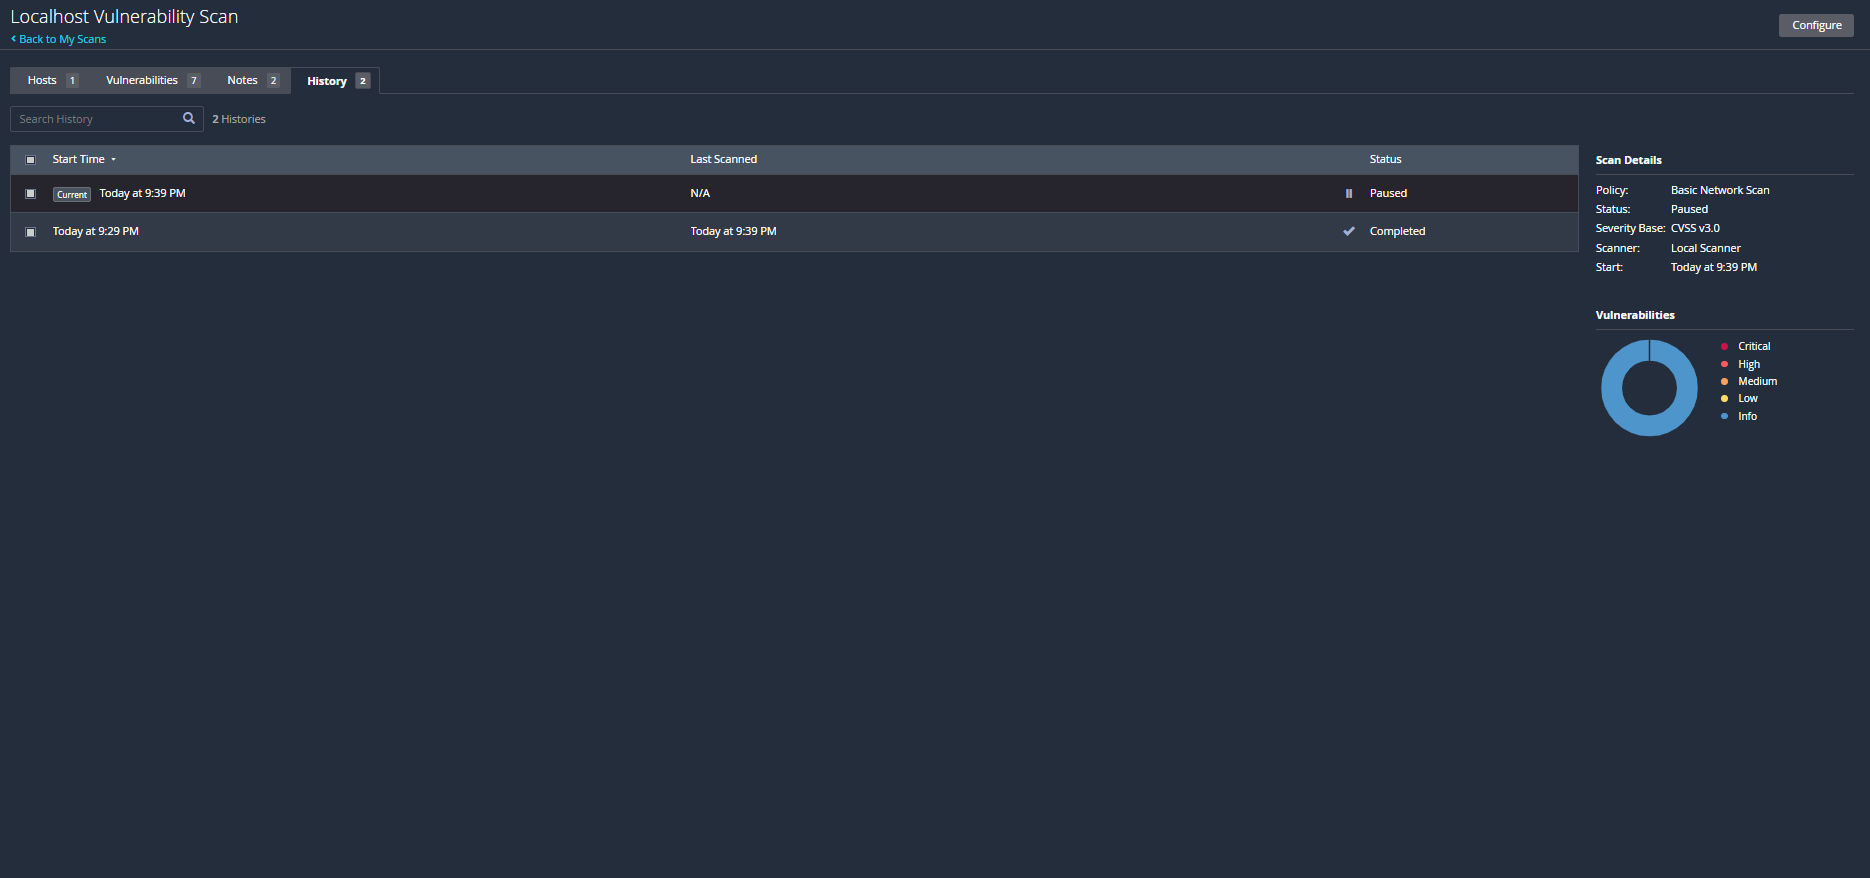 Localhost Vulnerability Scan
Back to My Scans
Configure
Hosts 1 Vulnerabilities 7 Notes 2 History 2
Search History 2 Histories
Start Time Last Scanned Status
Current Today at 9:39 PM N/A Paused
Today at 9:29 PM Today at 9:39 PM Completed
Scan Details
Policy: Basic Network Scan
Status: Paused
Severity Base: CVSS v3.0
Scanner: Local Scanner
Start: Today at 9:39 PM
Vulnerabilities
Critical
High
Medium
Low
Info